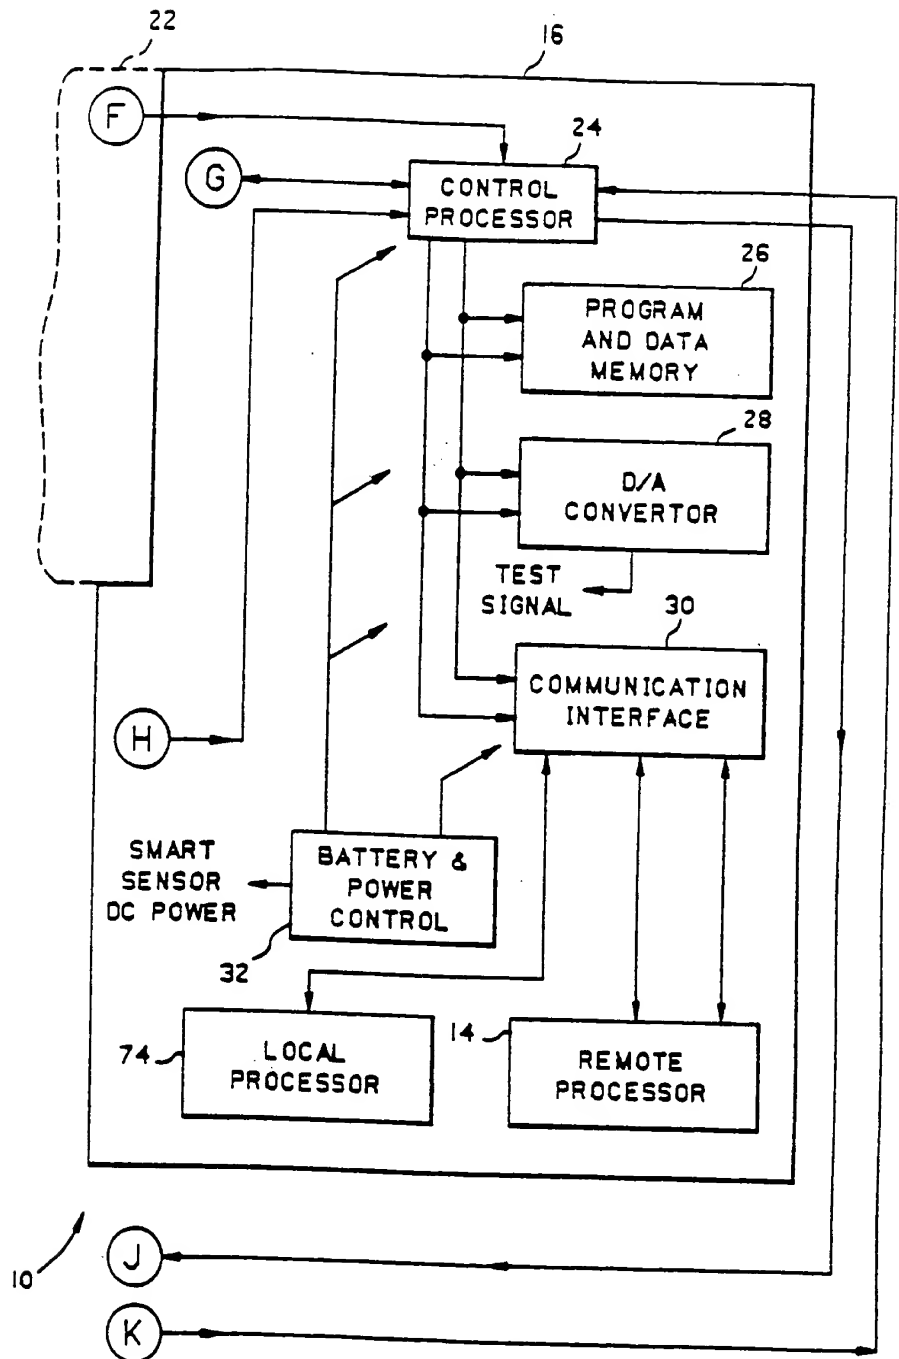 22
16
F
24
G
CONTROL
PROCESSOR
26
PROGRAM
AND DATA
MEMORY
28
D/A
CONVERTOR
TEST
SIGNAL
30
COMMUNICATION
INTERFACE
H
SMART
SENSOR
DC POWER
BATTERY &
POWER
CONTROL
32
74
LOCAL
PROCESSOR
14
REMOTE
PROCESSOR
10
J
K